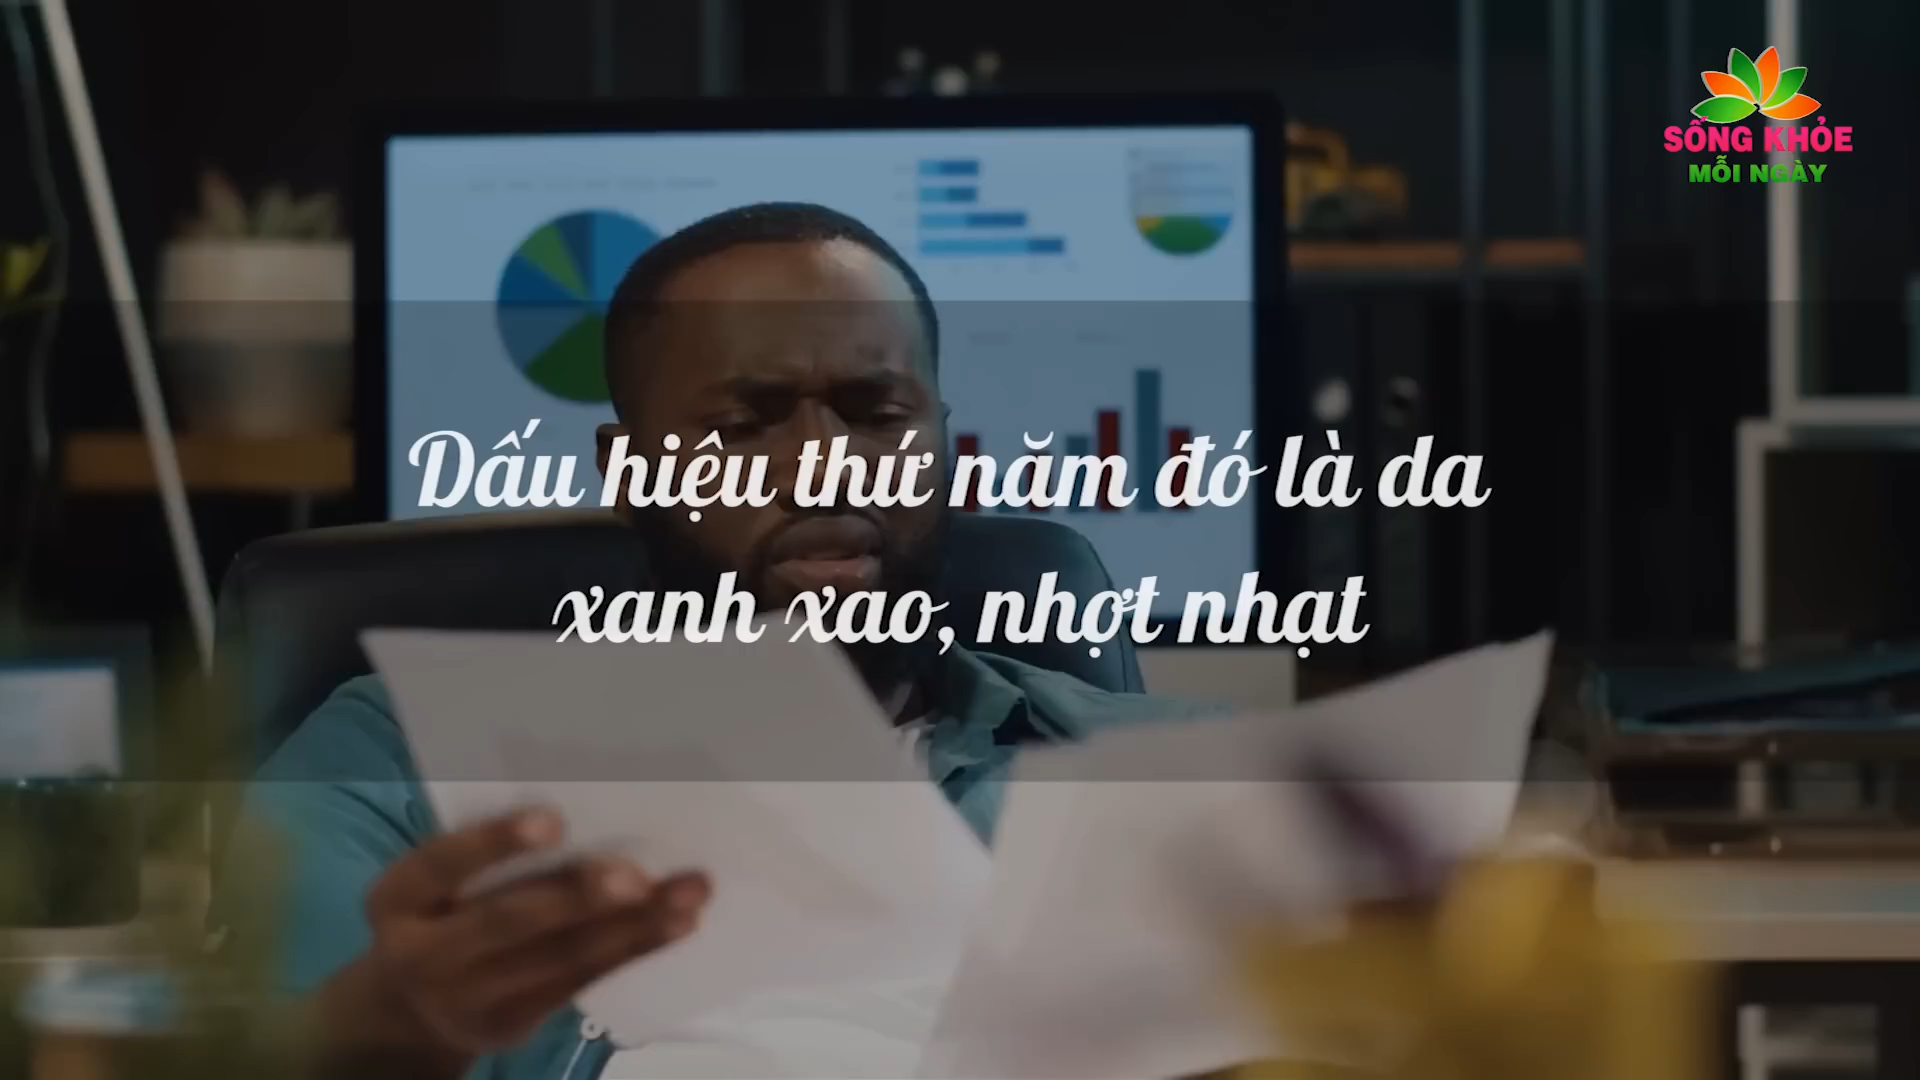 SỐNG KHỎE
MỖI NGÀY
Dấu hiệu thứ năm đó là da
xanh xao, nhợt nhạt